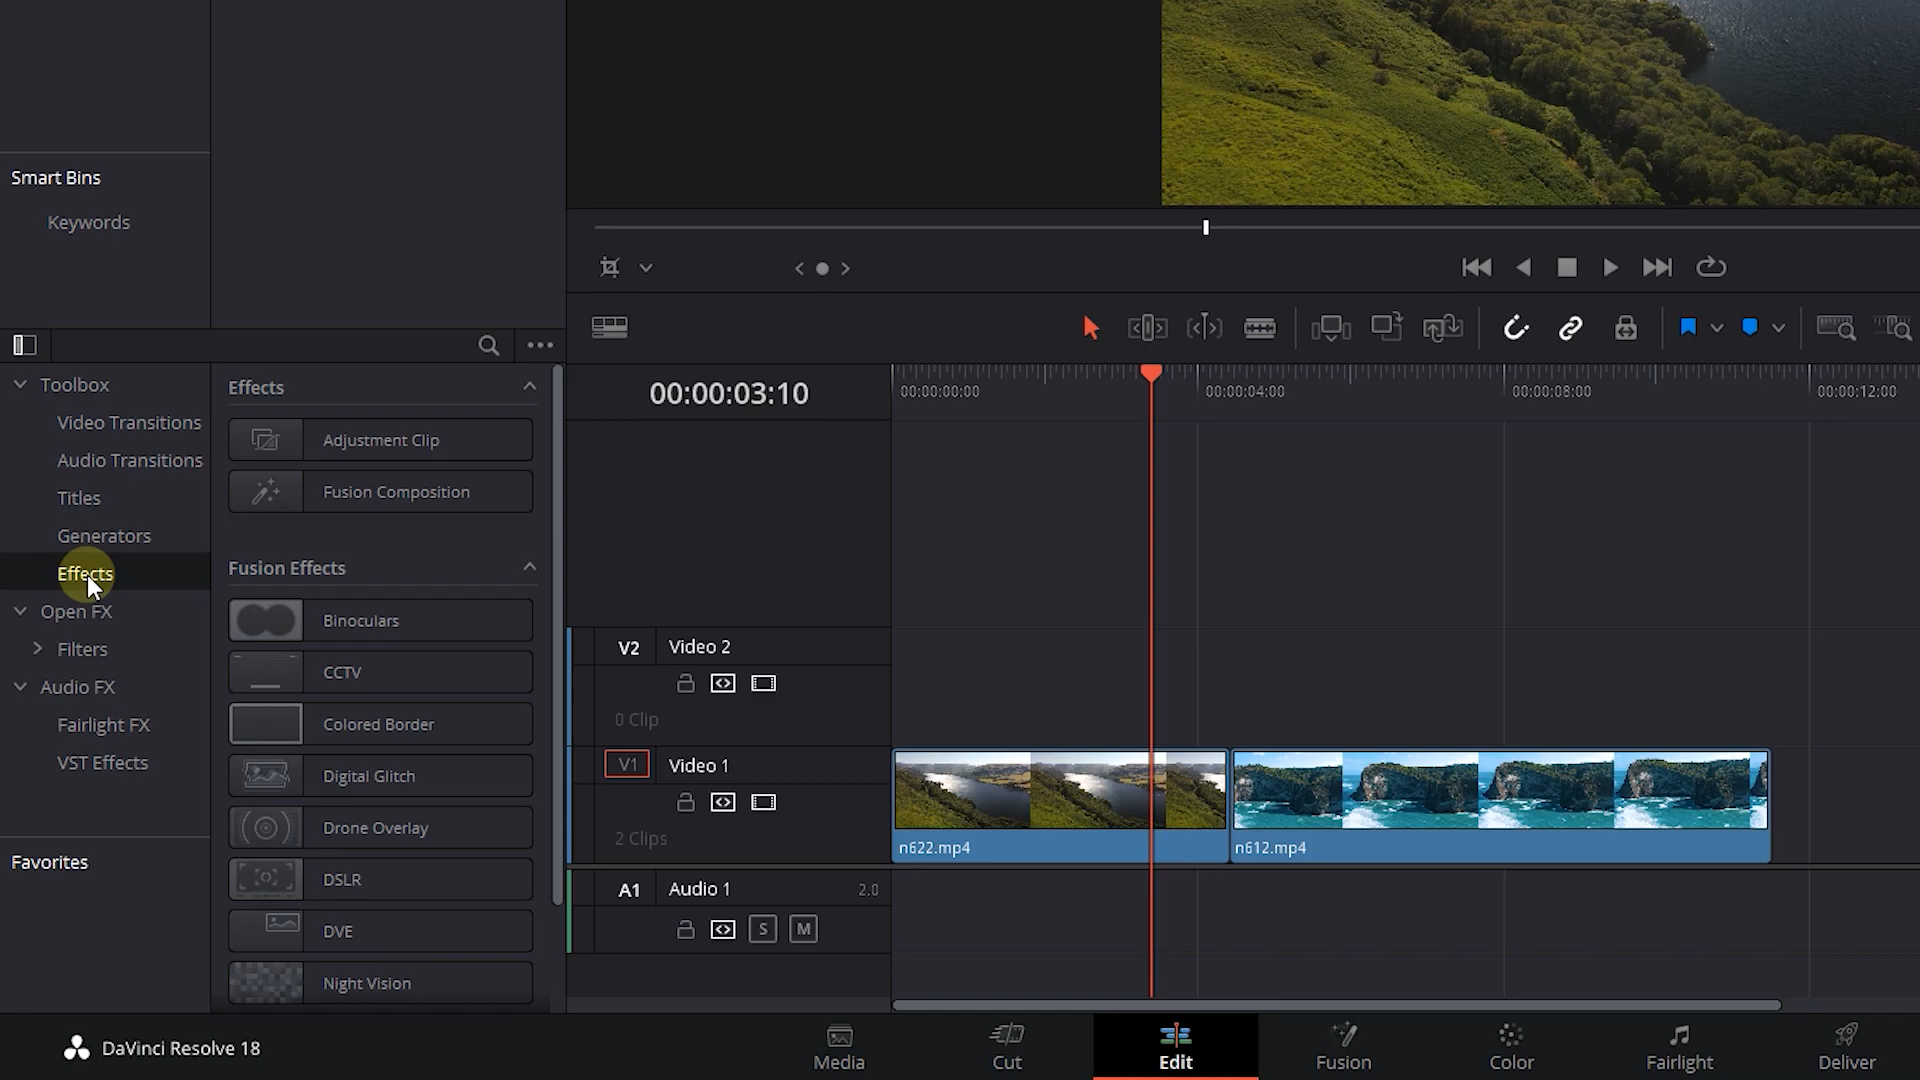 Smart Bins
Keywords
Toolbox
Video Transitions
Audio Transitions
Titles
Generators
Effects
Open FX
Filters
Audio FX
Fairlight FX
VST Effects
Favorites
Effects
Adjustment Clip
Fusion Composition
Fusion Effects
Binoculars
CCTV
Colored Border
Digital Glitch
Drone Overlay
DSLR
DVE
Night Vision
00:00:03:10
00:00:00:00
00:00:04:00
00:00:08:00
00:00:12:00
V2 Video 2
0 Clip
V1 Video 1
2 Clips
n622.mp4
n612.mp4
A1 Audio 1 2.0
S M
DaVinci Resolve 18
Media
Cut
Edit
Fusion
Color
Fairlight
Deliver